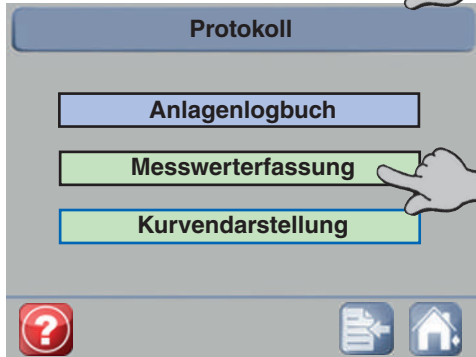 Protokoll
Anlagenlogbuch
Messwerterfassung
Kurvendarstellung
?